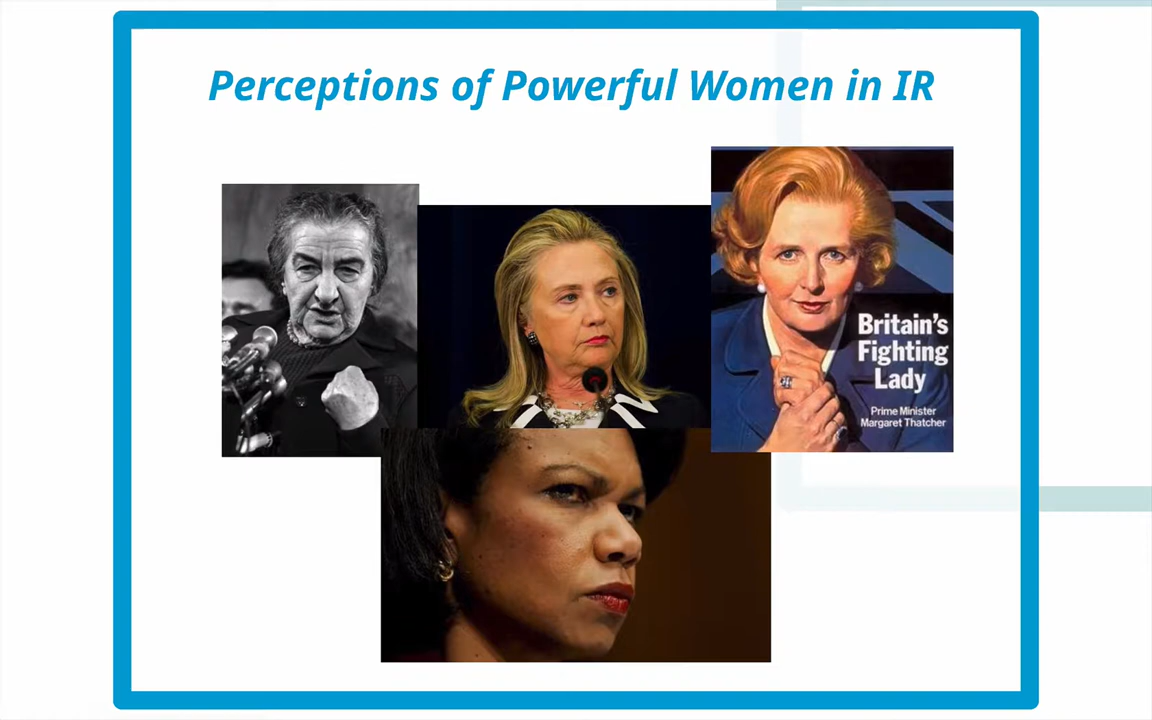 Perceptions of Powerful Women in IR
Britain's
Fighting
Lady
Prime Minister
Margaret Thatcher